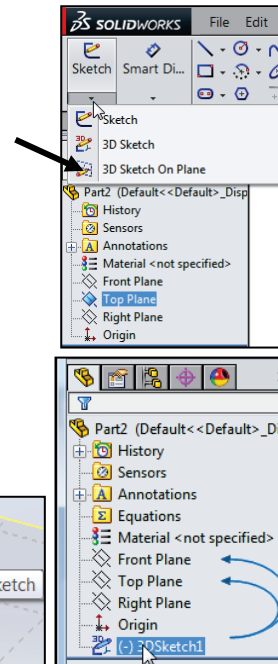 SOLIDWORKS File Edit
Sketch Smart Di...
Sketch
3D Sketch
3D Sketch On Plane
Part2 (Default<<Default>_Disp
History
Sensors
Annotations
Material <not specified>
Front Plane
Top Plane
Right Plane
Origin
Part2 (Default<<Default>_Di
History
Sensors
Annotations
Equations
Material <not specified>
Front Plane
Top Plane
Right Plane
Origin
(-) 3DSketch1
ketch